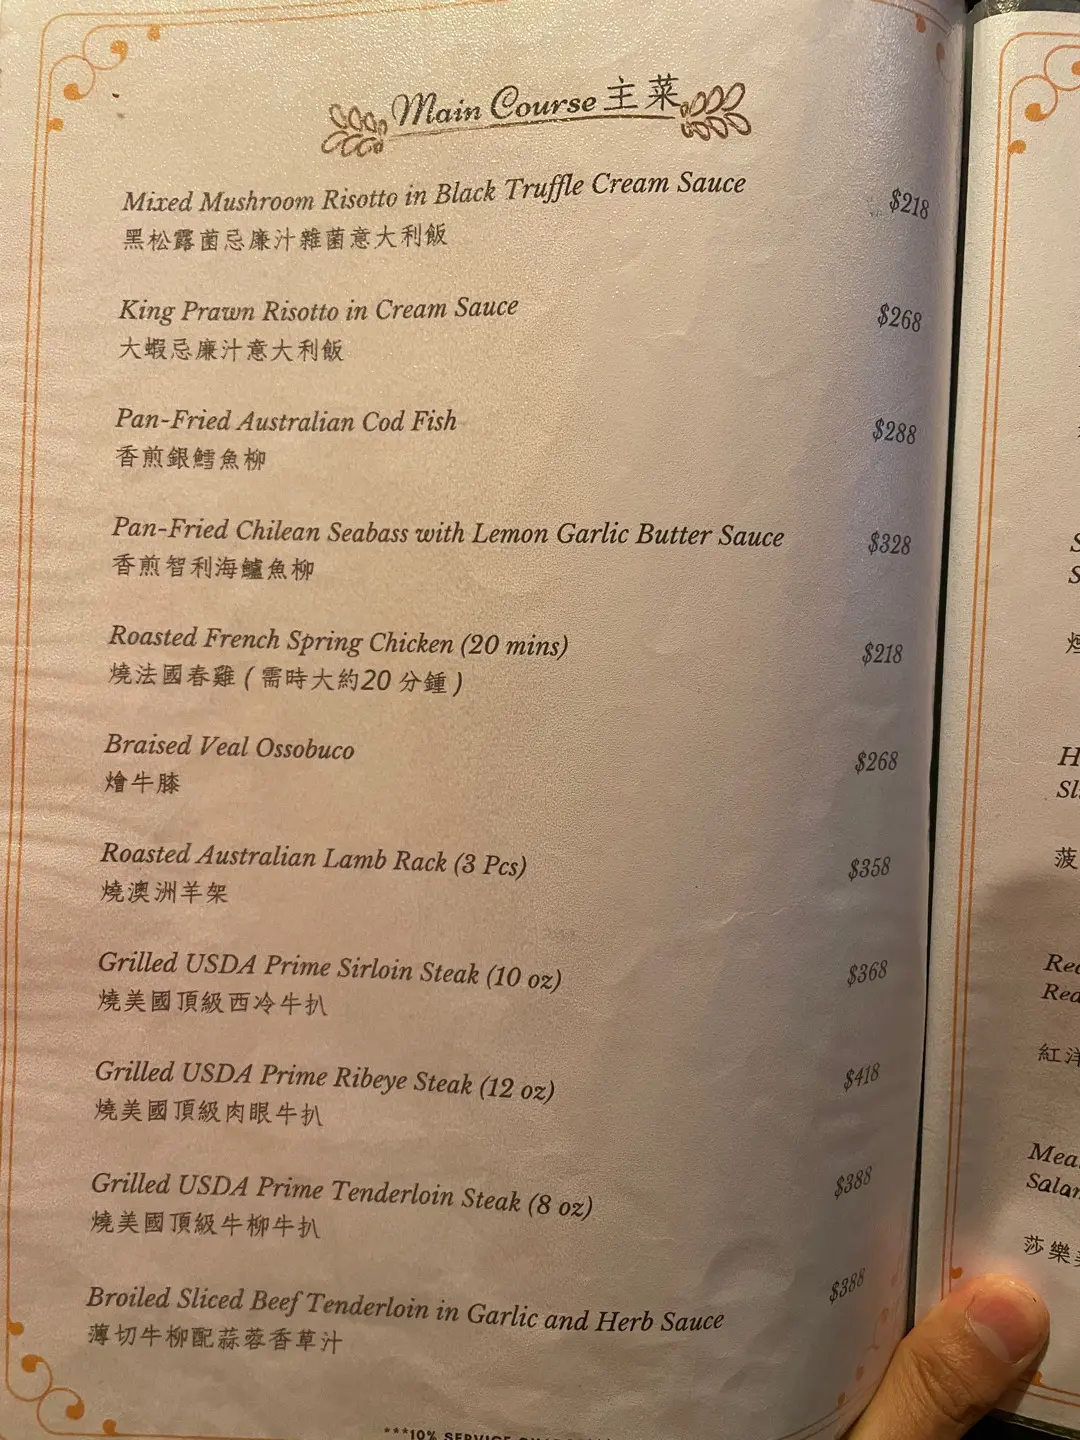 Main Course 主菜
Mixed Mushroom Risotto in Black Truffle Cream Sauce $218
黑松露菌忌廉汁雜菌意大利飯
King Prawn Risotto in Cream Sauce $268
大蝦忌廉汁意大利飯
Pan-Fried Australian Cod Fish $288
香煎銀鱈魚柳
Pan-Fried Chilean Seabass with Lemon Garlic Butter Sauce $328
香煎智利海鱸魚柳
Roasted French Spring Chicken (20 mins) $218
燒法國春雞 ( 需時大約20 分鍾 )
Braised Veal Ossobuco $268
燴牛膝
Roasted Australian Lamb Rack (3 Pcs) $358
燒澳洲羊架
Grilled USDA Prime Sirloin Steak (10 oz) $368
燒美國頂級西冷牛扒
Grilled USDA Prime Ribeye Steak (12 oz) $418
燒美國頂級肉眼牛扒
Grilled USDA Prime Tenderloin Steak (8 oz) $388
燒美國頂級牛柳牛扒
Broiled Sliced Beef Tenderloin in Garlic and Herb Sauce $388
薄切牛柳配蒜蓉香草汁
***10% SERVICE
紅洋
莎樂